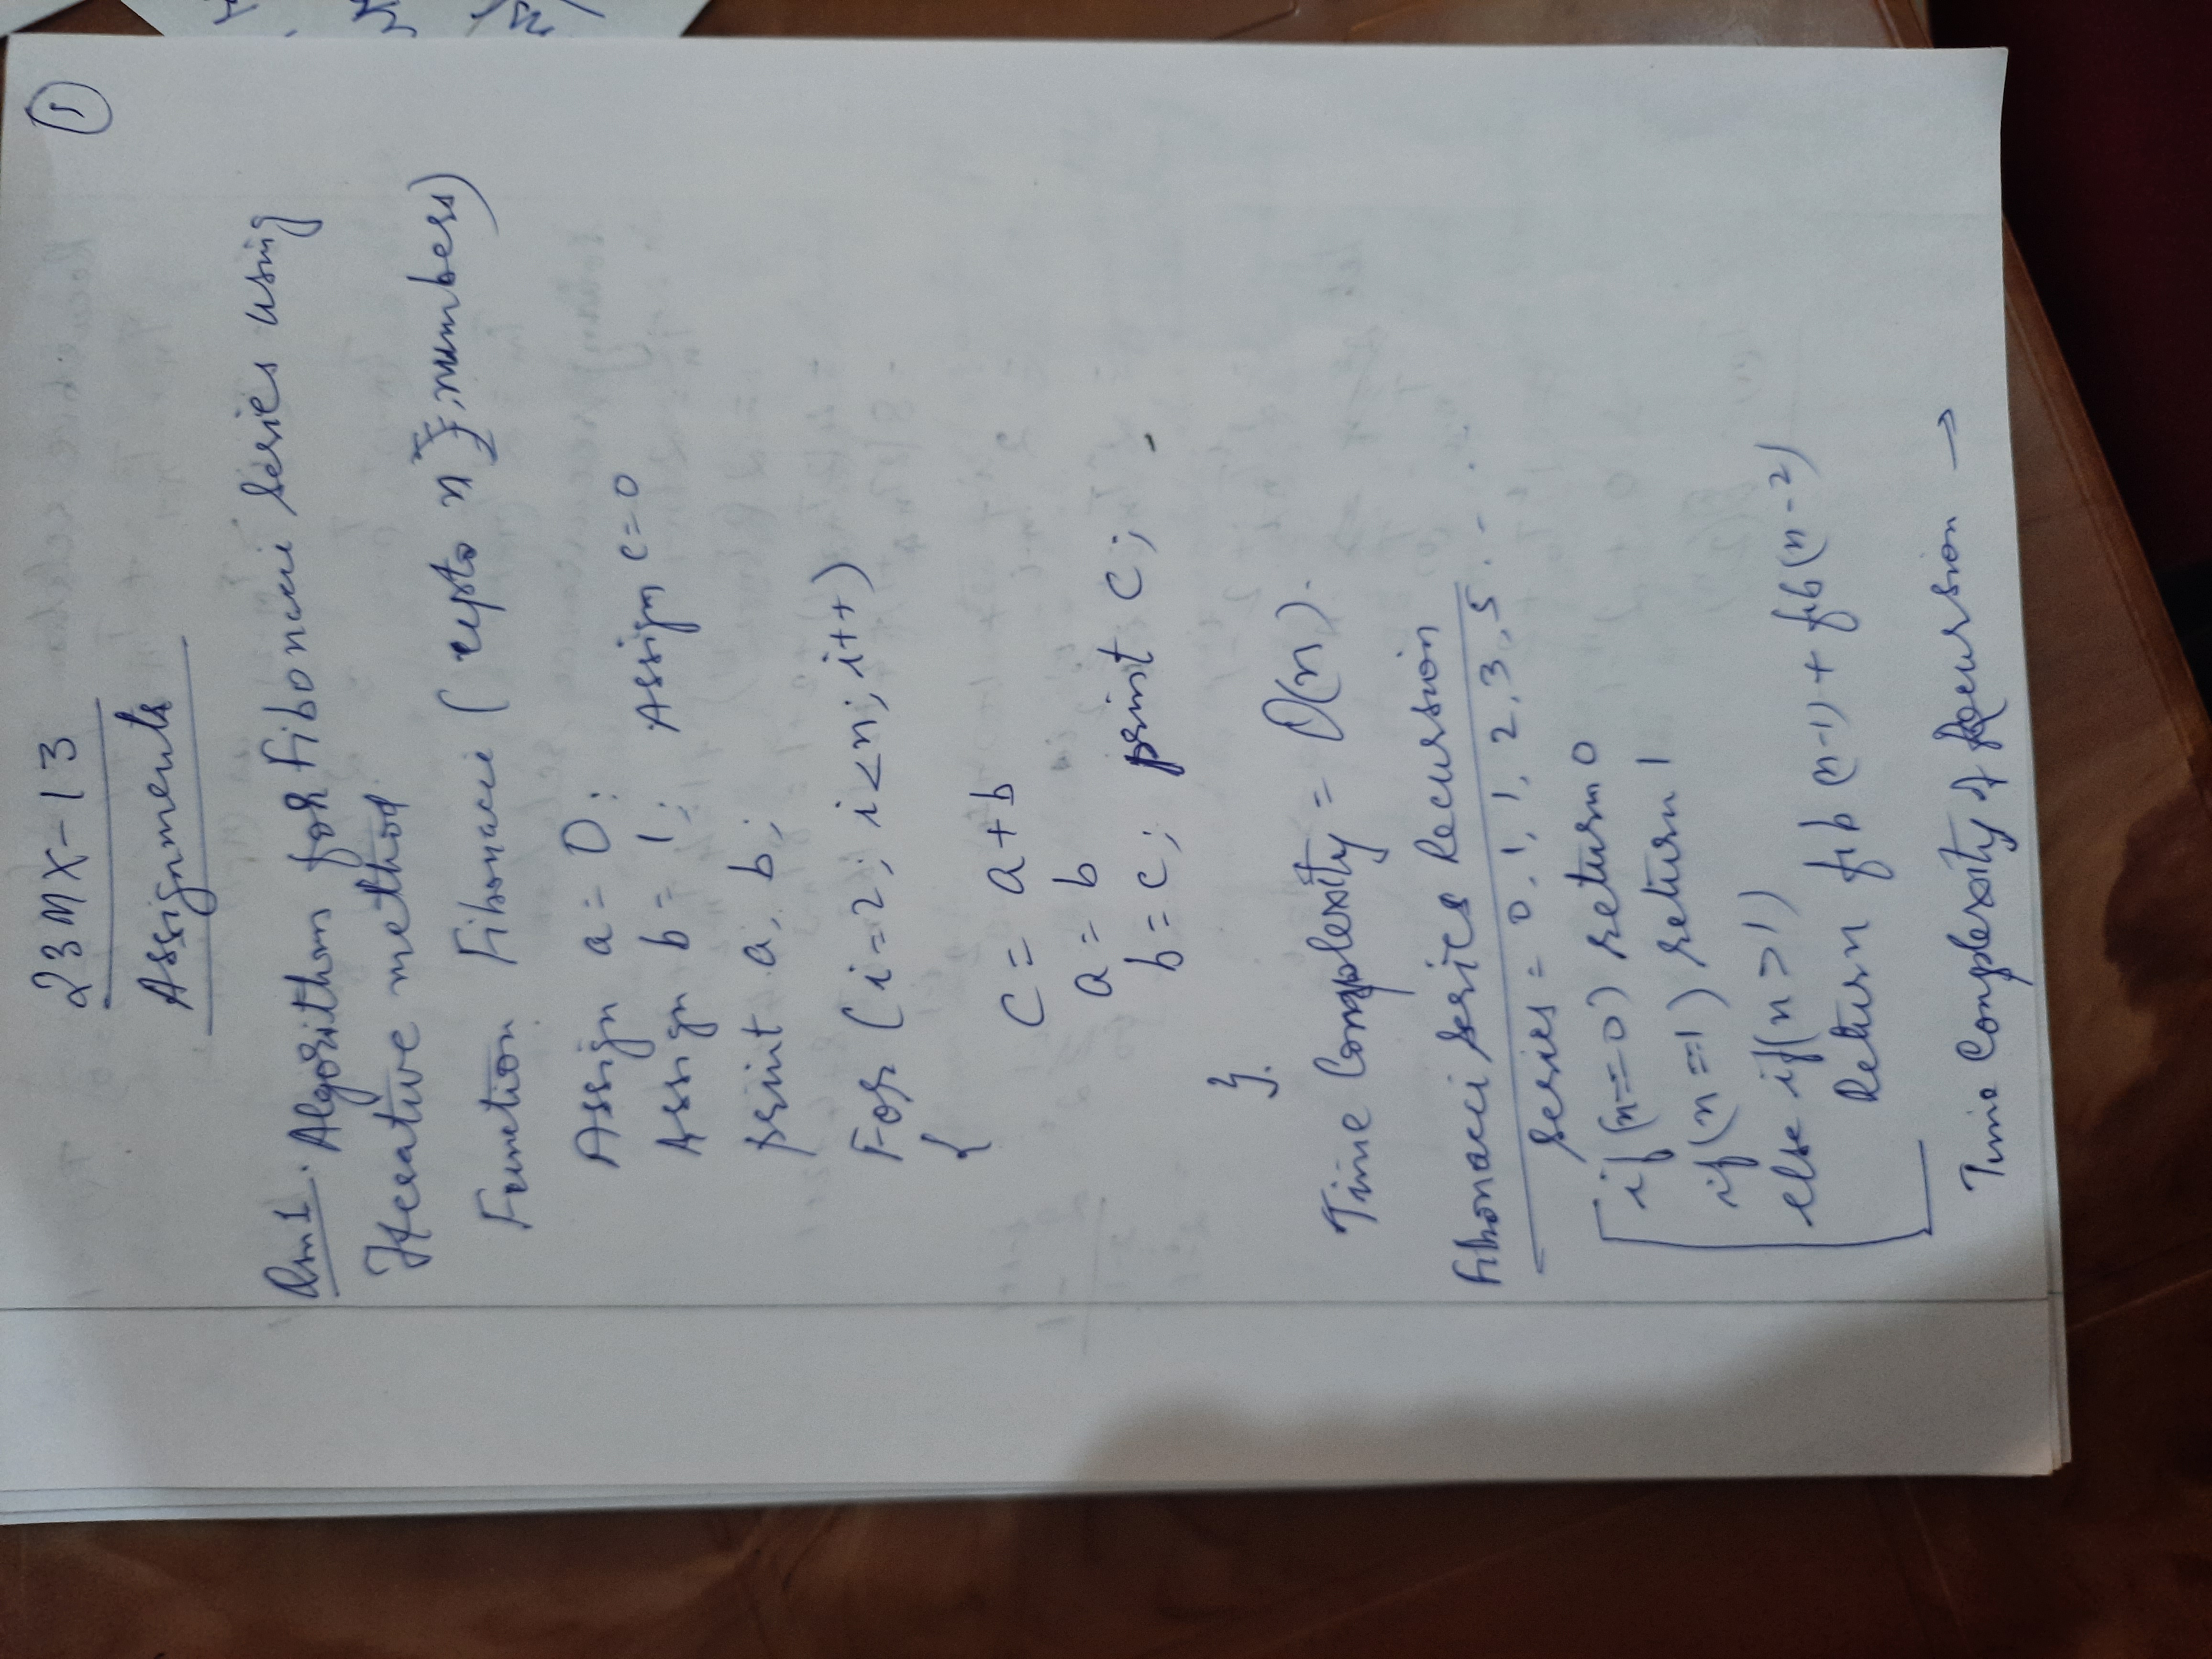 1
23MX-13
Assignments
Qn 1. Algorithm for Fibonacci Series using
Iterative method
Function Fibonacci ( upto n numbers)
Assign a = 0;
Assign b = 1; Assign c=0
print a, b;
For (i=2; i<n; i++)
{
c = a+b
a = b
b = c; print c;
}.
Time Complexity = O(n).
Fibonacci Series Recursion
Series = 0, 1, 1, 2, 3, 5 . - . .
if (n==0) return 0
if (n==1) return 1
else if(n>1)
Return fib (n-1) + fib (n-2)
Time Complexity of Recursion →